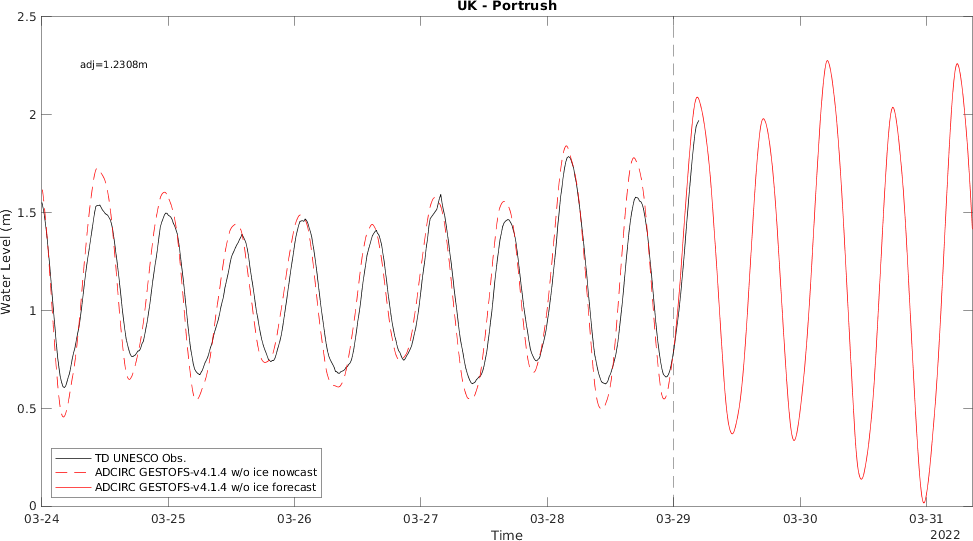 UK - Portrush
2.5
adj=1.2308m
2
1.5
Water Level (m)
1
0.5
TD UNESCO Obs.
ADCIRC GESTOFS-v4.1.4 w/o ice nowcast
ADCIRC GESTOFS-v4.1.4 w/o ice forecast
0
03-24 03-25 03-26 03-27 03-28 03-29 03-30 03-31
Time
2022